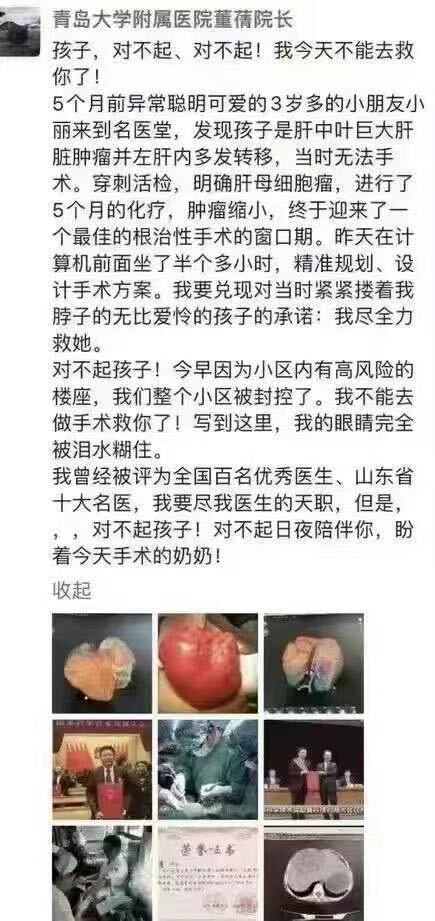 青岛大学附属医院董蒨院长
孩子，对不起、对不起！我今天不能去救
你了！
5个月前异常聪明可爱的3岁多的小朋友小
丽来到名医堂，发现孩子是肝中叶巨大肝
脏肿瘤并左肝内多发转移，当时无法手
术。穿刺活检，明确肝母细胞瘤，进行了
5个月的化疗，肿瘤缩小，终于迎来了一
个最佳的根治性手术的窗口期。昨天在计
算机前面坐了半个多小时，精准规划、设
计手术方案。我要兑现对当时紧紧搂着我
脖子的无比爱怜的孩子的承诺：我尽全力
救她。
对不起孩子！今早因为小区内有高风险的
楼座，我们整个小区被封控了。我不能去
做手术救你了！写到这里，我的眼睛完全
被泪水糊住。
我曾经被评为全国百名优秀医生、山东省
十大名医，我要尽我医生的天职，但是，
，，对不起孩子！对不起日夜陪伴你，盼
着今天手术的奶奶！
收起
荣誉证书